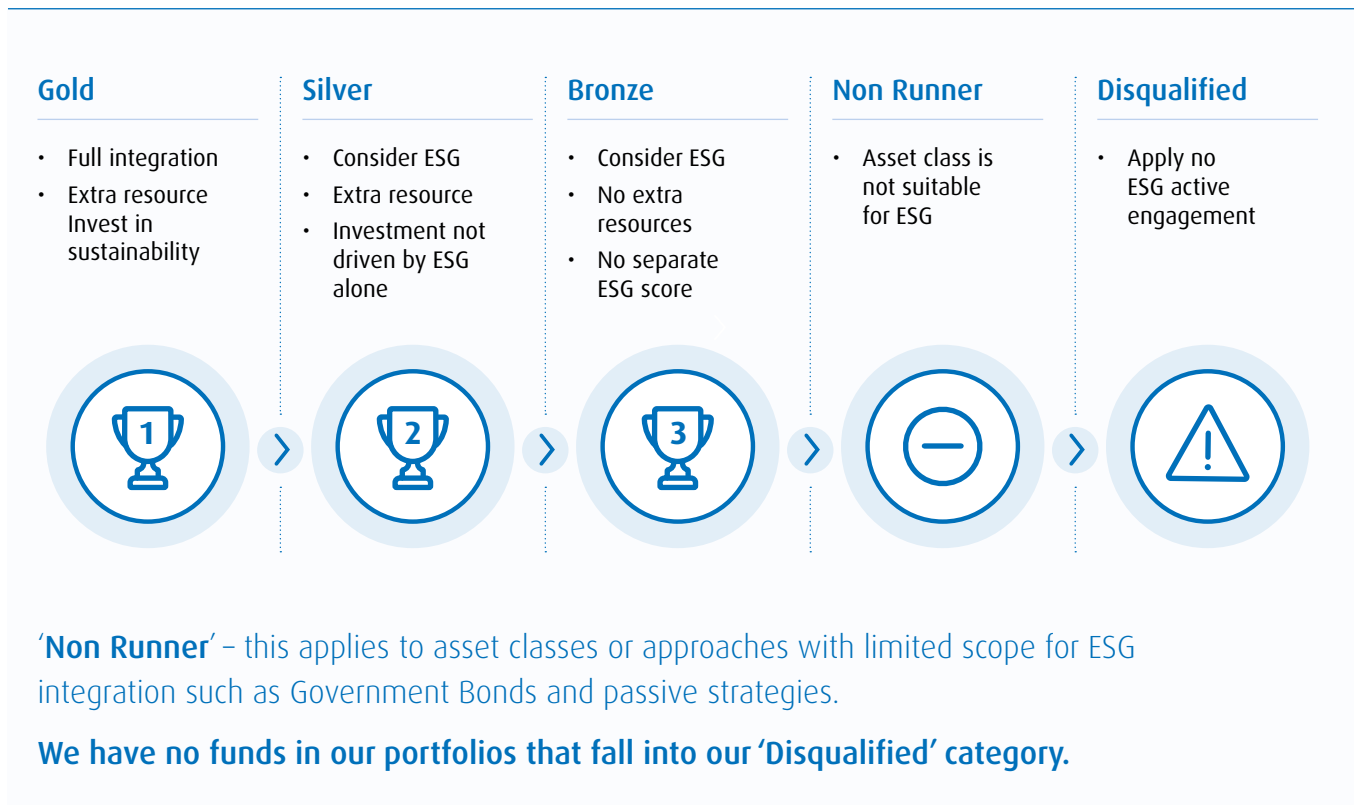 Gold
• Full integration
• Extra resource
Invest in
sustainability
1
Silver
• Consider ESG
• Extra resource
• Investment not
driven by ESG
alone
2
Bronze
• Consider ESG
• No extra
resources
• No separate
ESG score
3
Non Runner
• Asset class is
not suitable
for ESG
Disqualified
• Apply no
ESG active
engagement
‘Non Runner’ – this applies to asset classes or approaches with limited scope for ESG
integration such as Government Bonds and passive strategies.
We have no funds in our portfolios that fall into our ‘Disqualified’ category.